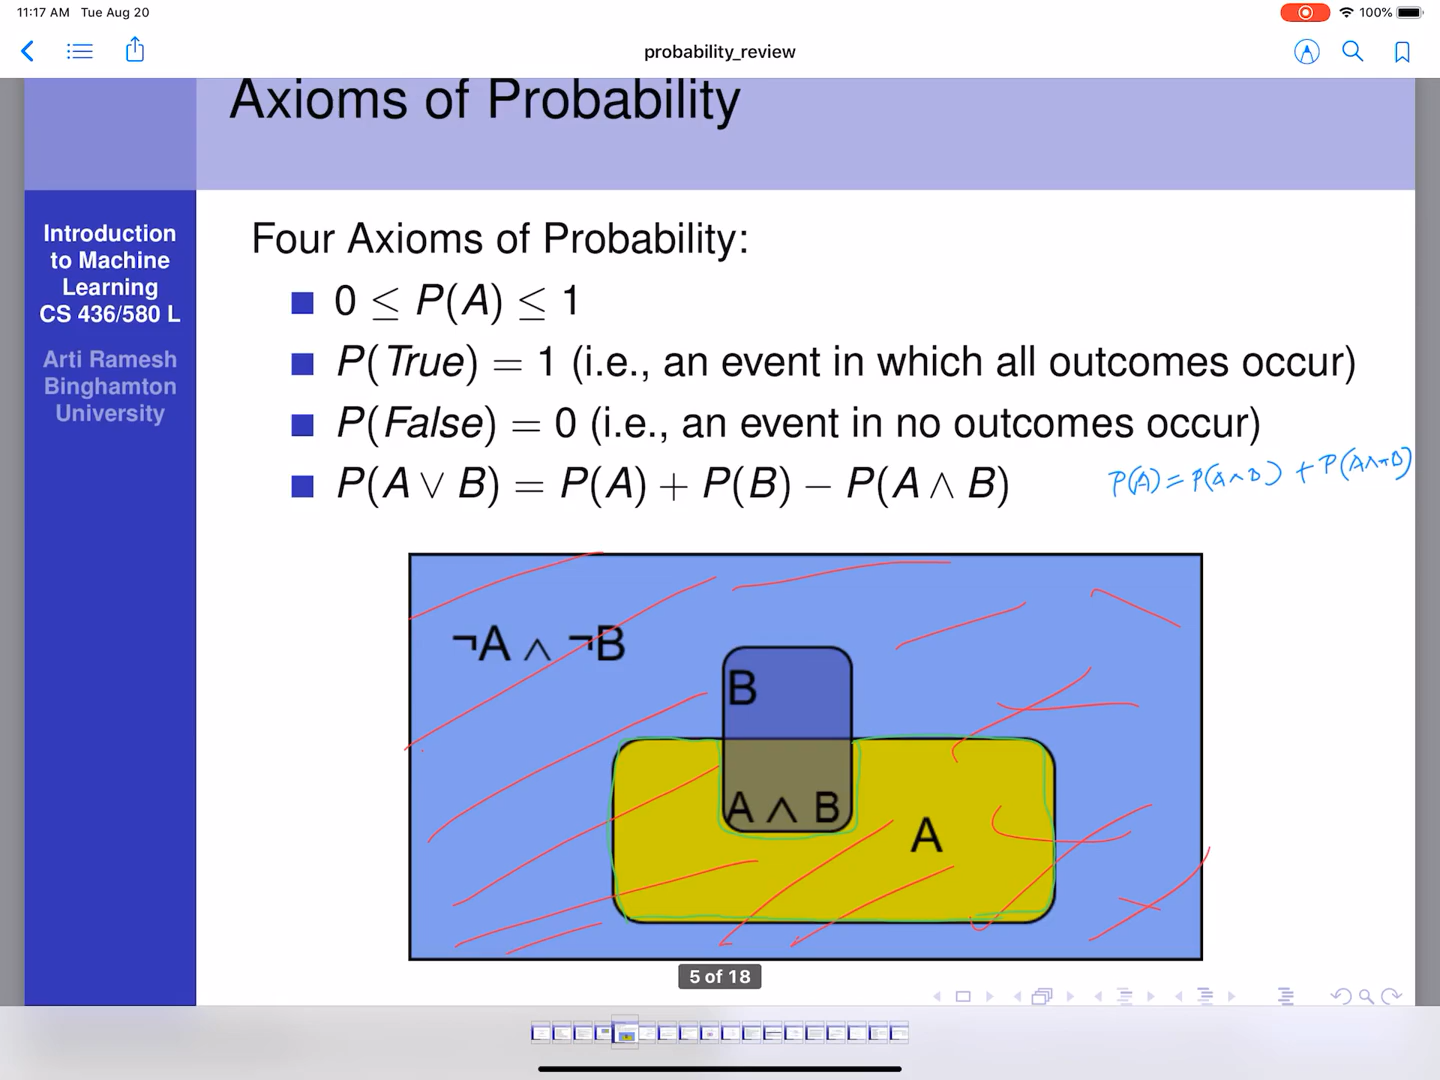 11:17 AM Tue Aug 20
100%
probability_review
Axioms of Probability
Introduction
to Machine
Learning
CS 436/580 L
Arti Ramesh
Binghamton
University
Four Axioms of Probability:
0 ≤ P(A) ≤ 1
P(True) = 1 (i.e., an event in which all outcomes occur)
P(False) = 0 (i.e., an event in no outcomes occur)
P(A ∨ B) = P(A) + P(B) − P(A ∧ B)
P(A) = P(A∧B) + P(A∧¬B)
¬A ∧ ¬B
B
A ∧ B
A
5 of 18